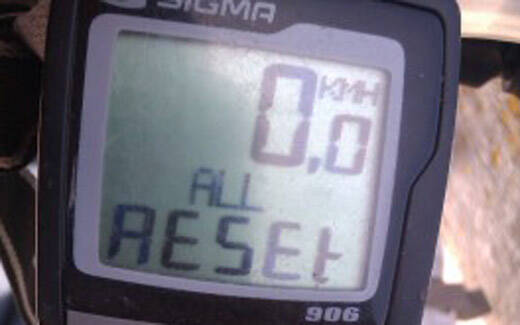 SIGMA
0,0 KMH
ALL
RESEt
906